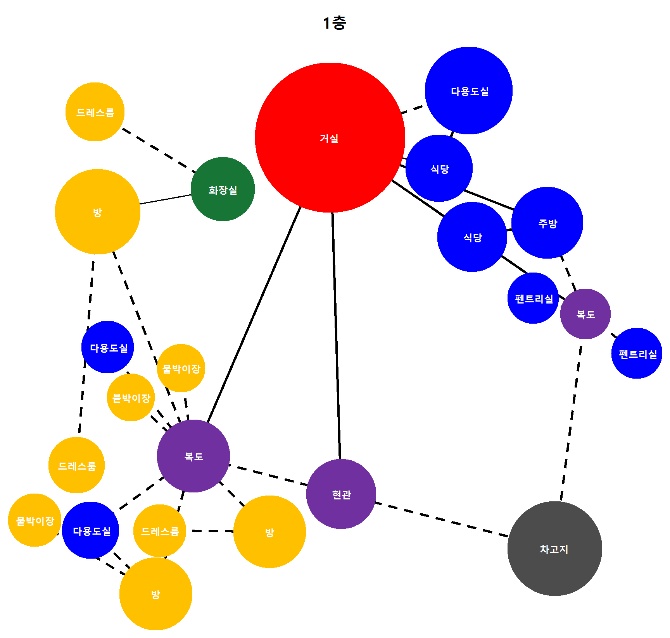 1층
다용도실
드레스룸
거실
식당
화장실
방
주방
식당
펜트리실
복도
다용도실
펜트리실
붙박이장
붙박이장
복도
드레스룸
현관
붙박이장
다용도실
드레스룸
방
차고지
방